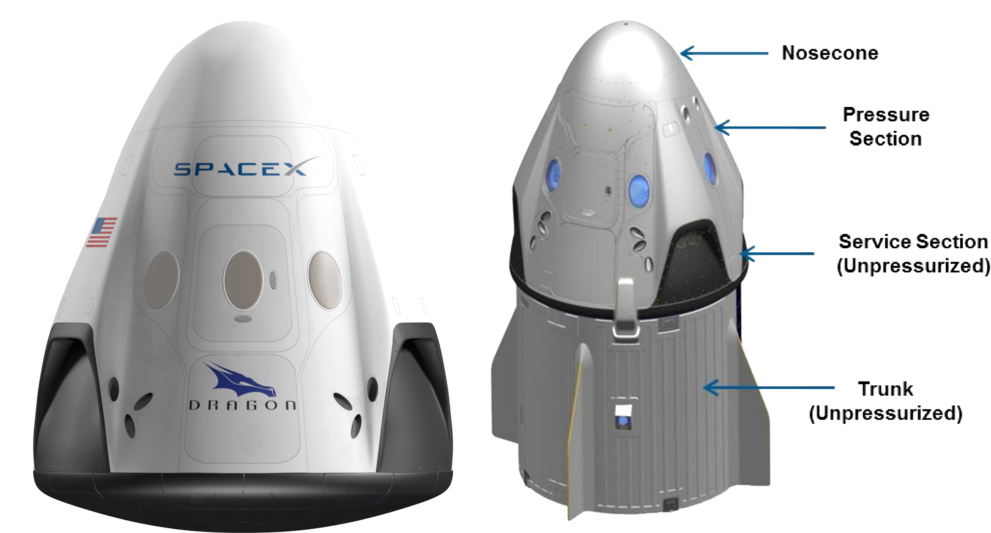 SPACEX
DRAGON
Nosecone
Pressure
Section
Service Section
(Unpressurized)
Trunk
(Unpressurized)